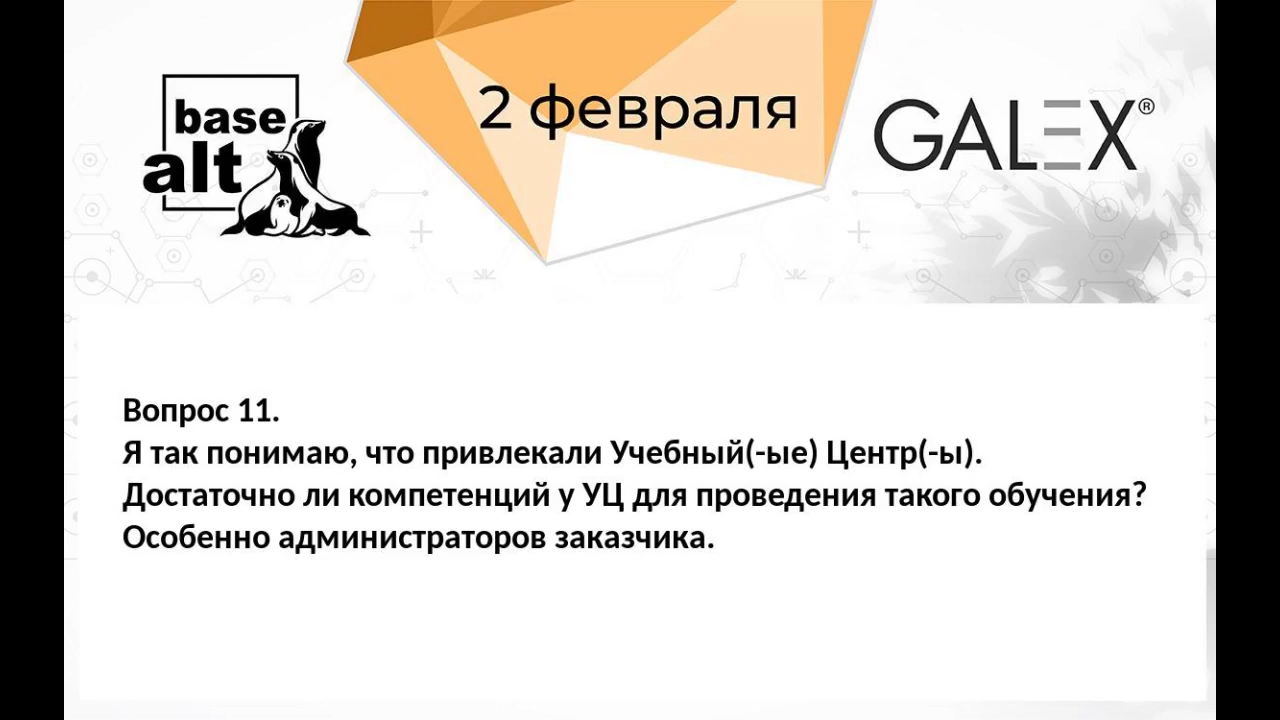 base
alt
2 февраля
GALEX®
Вопрос 11.
Я так понимаю, что привлекали Учебный(-ые) Центр(-ы).
Достаточно ли компетенций у УЦ для проведения такого обучения?
Особенно администраторов заказчика.